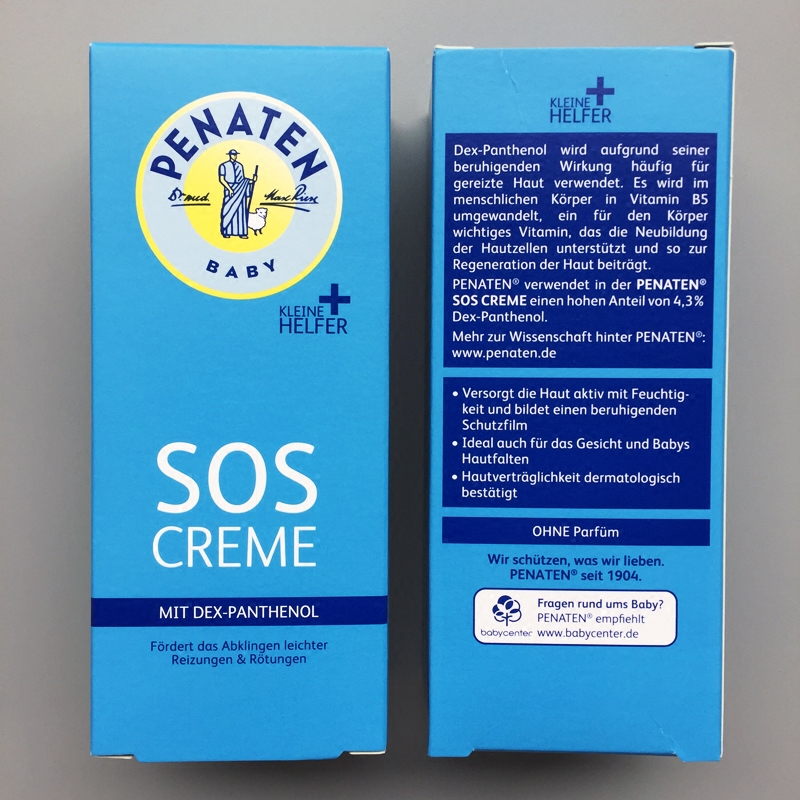 PENATEN
Dr. med. Max Riese
BABY
KLEINE
HELFER
SOS
CREME
MIT DEX-PANTHENOL
Fördert das Abklingen leichter
Reizungen & Rötungen
KLEINE
HELFER
Dex-Panthenol wird aufgrund seiner
beruhigenden Wirkung häufig für
gereizte Haut verwendet. Es wird im
menschlichen Körper in Vitamin B5
umgewandelt, ein für den Körper
wichtiges Vitamin, das die Neubildung
der Hautzellen unterstützt und so zur
Regeneration der Haut beiträgt.
PENATEN® verwendet in der PENATEN®
SOS CREME einen hohen Anteil von 4,3%
Dex-Panthenol.
Mehr zur Wissenschaft hinter PENATEN®:
www.penaten.de
• Versorgt die Haut aktiv mit Feuchtig-
keit und bildet einen beruhigenden
Schutzfilm
• Ideal auch für das Gesicht und Babys
Hautfalten
• Hautverträglichkeit dermatologisch
bestätigt
OHNE Parfüm
Wir schützen, was wir lieben.
PENATEN® seit 1904.
Fragen rund ums Baby?
PENATEN® empfiehlt
babycenter www.babycenter.de